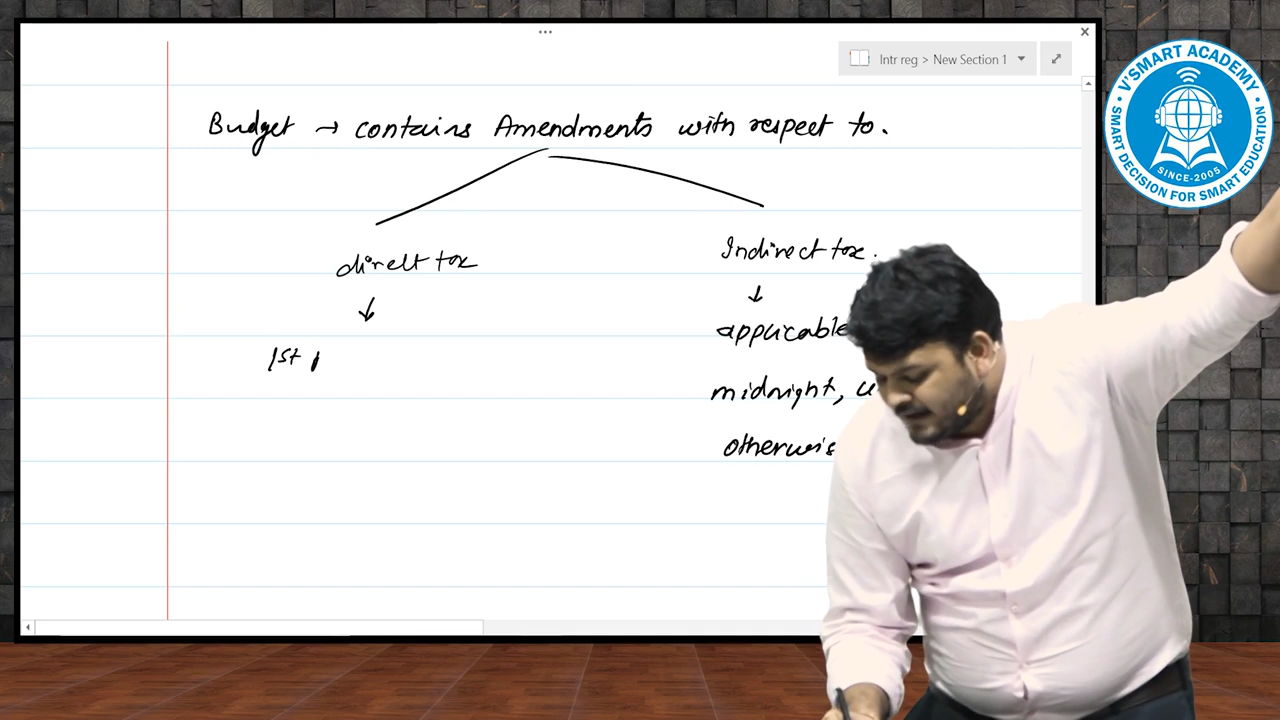 Intr reg > New Section 1
Budget → contains Amendments with respect to.
direct tax
Indirect tax.
↓
↓
applicable
1st
midnight,
otherwis
V'SMART ACADEMY
SINCE-2005
SMART DECISION FOR SMART EDUCATION